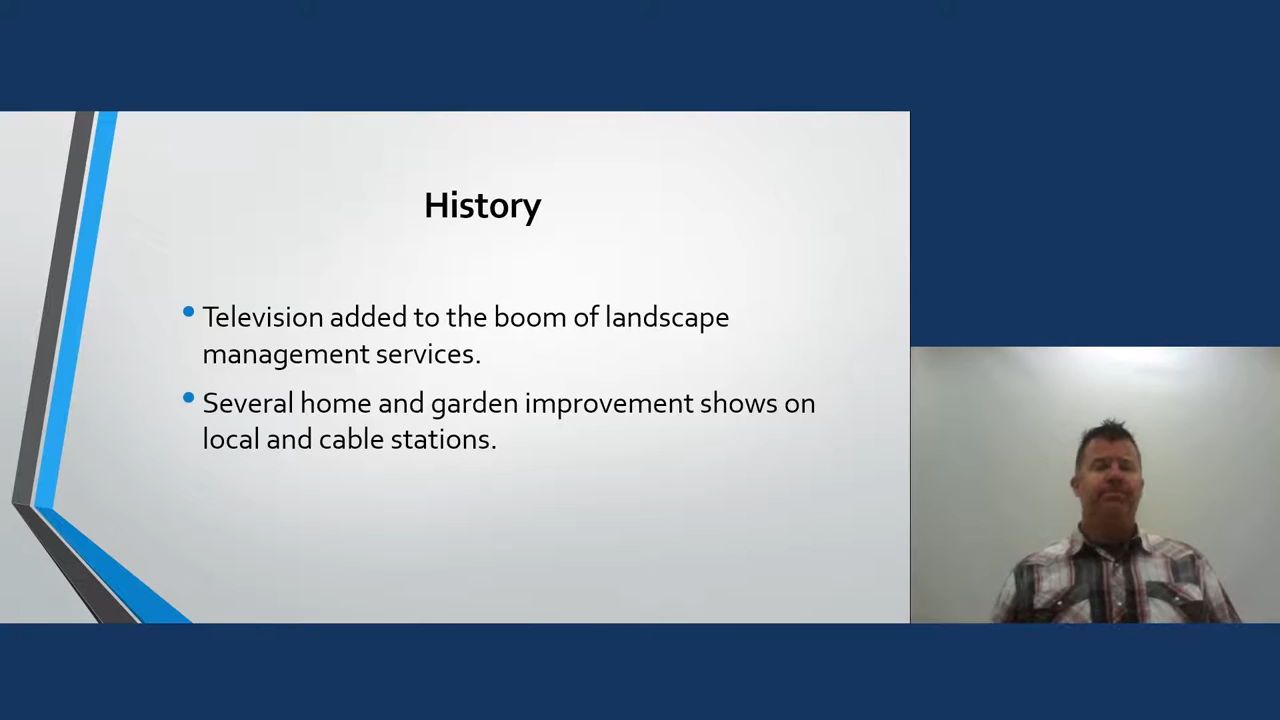 History
Television added to the boom of landscape
management services.
Several home and garden improvement shows on
local and cable stations.